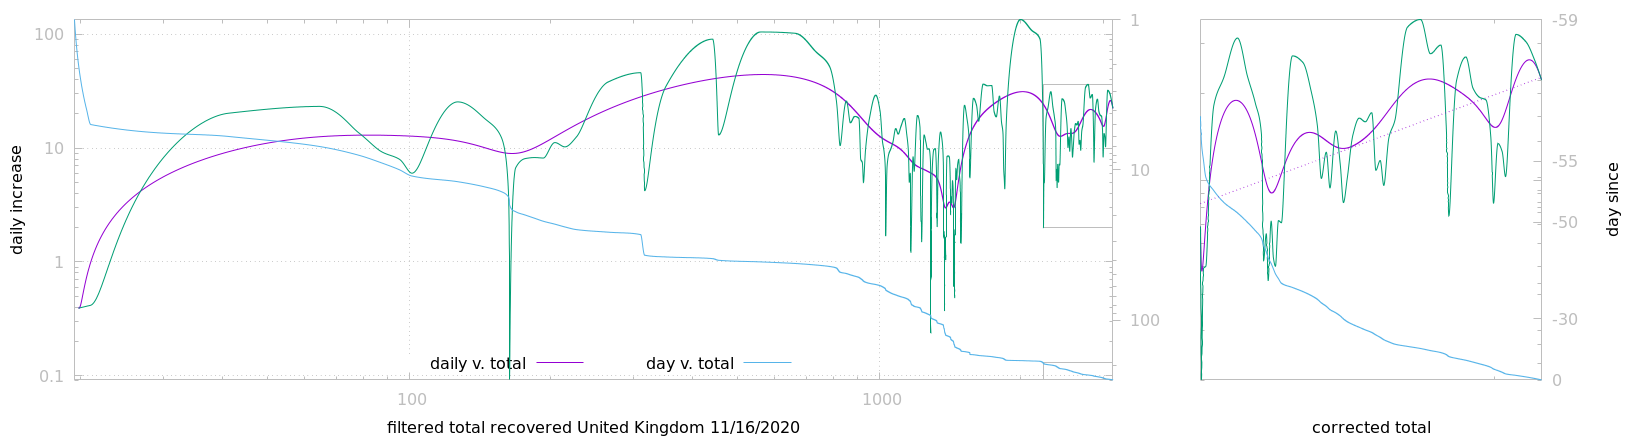 100
10
1
0.1
daily increase
daily v. total
day v. total
100
1000
filtered total recovered United Kingdom 11/16/2020
1
10
100
-59
-55
-50
-30
0
day since
corrected total